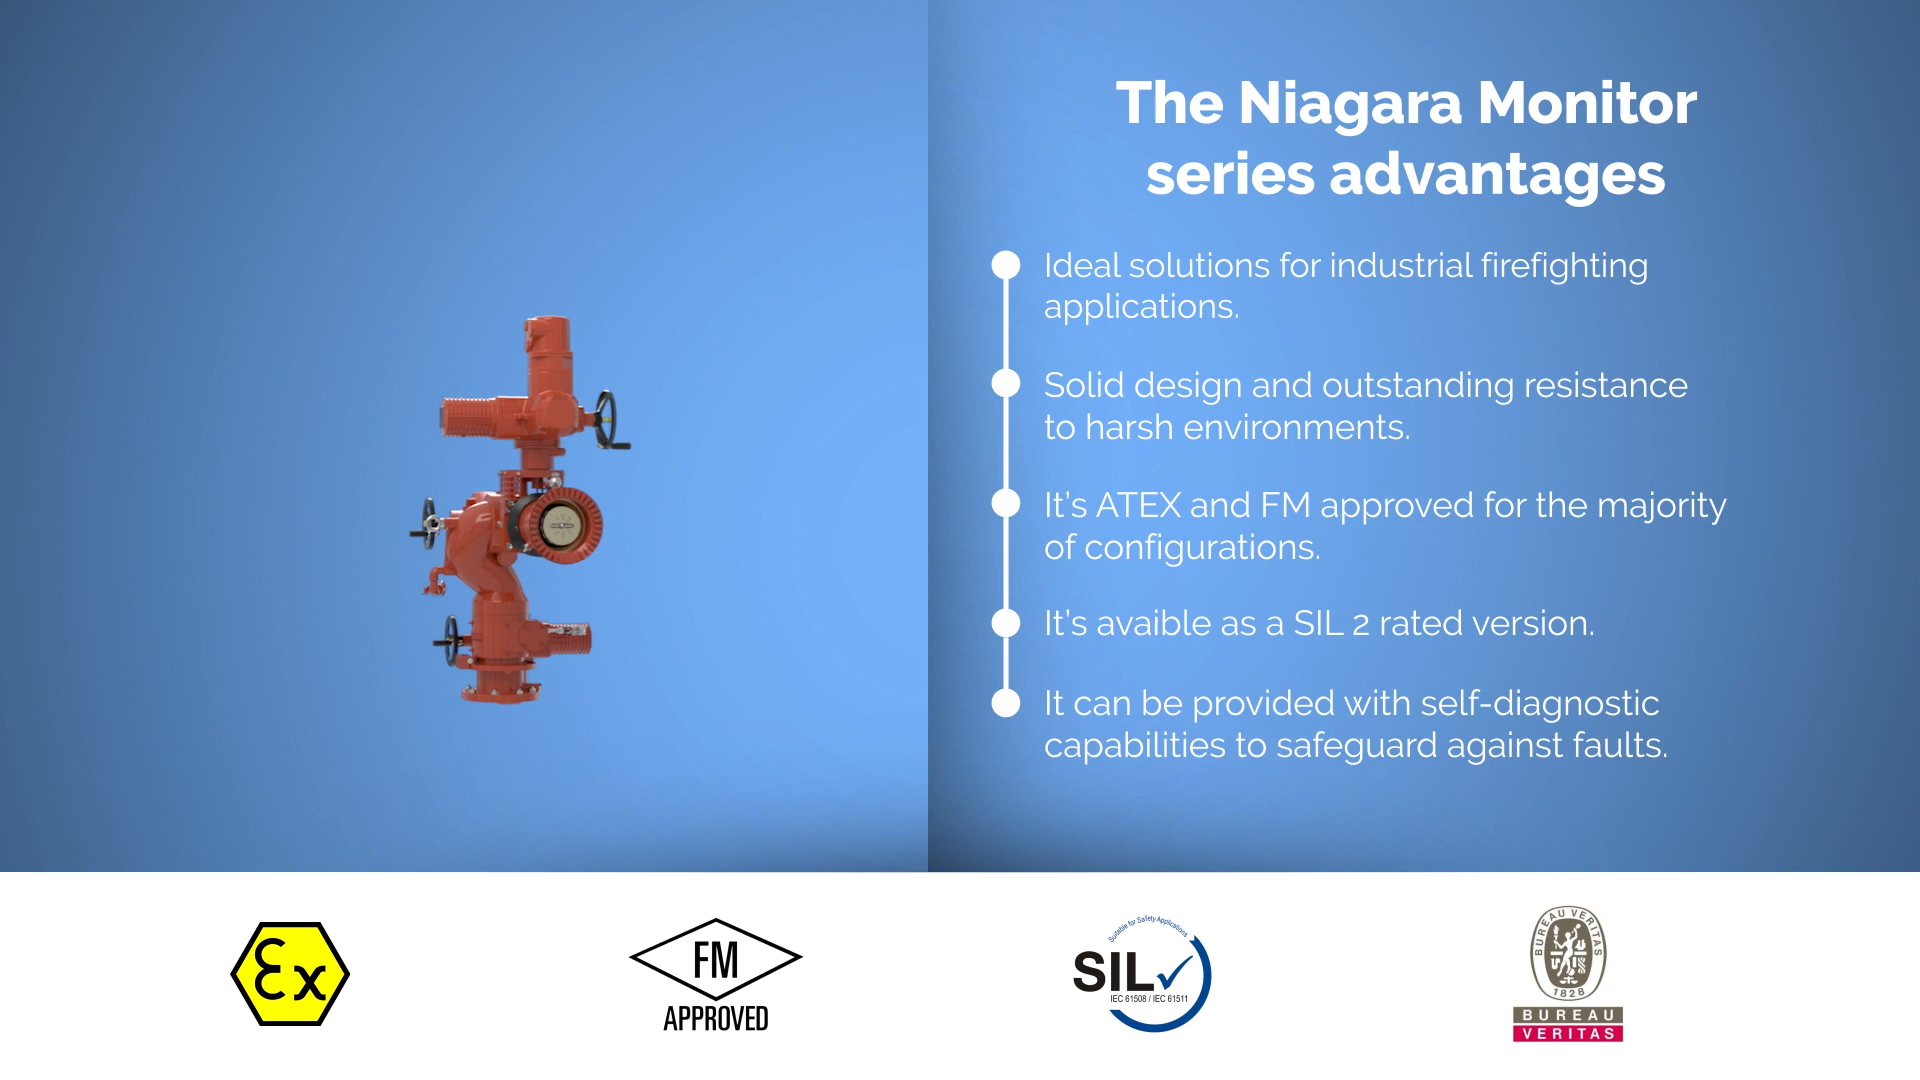 The Niagara Monitor
series advantages
Ideal solutions for industrial firefighting
applications.
Solid design and outstanding resistance
to harsh environments.
It's ATEX and FM approved for the majority
of configurations.
It's avaible as a SIL 2 rated version.
It can be provided with self-diagnostic
capabilities to safeguard against faults.
Ex
FM
APPROVED
Suitable for Safety Applications
SIL
IEC 61508 / IEC 61511
BUREAU VERITAS
1828
BUREAU
VERITAS